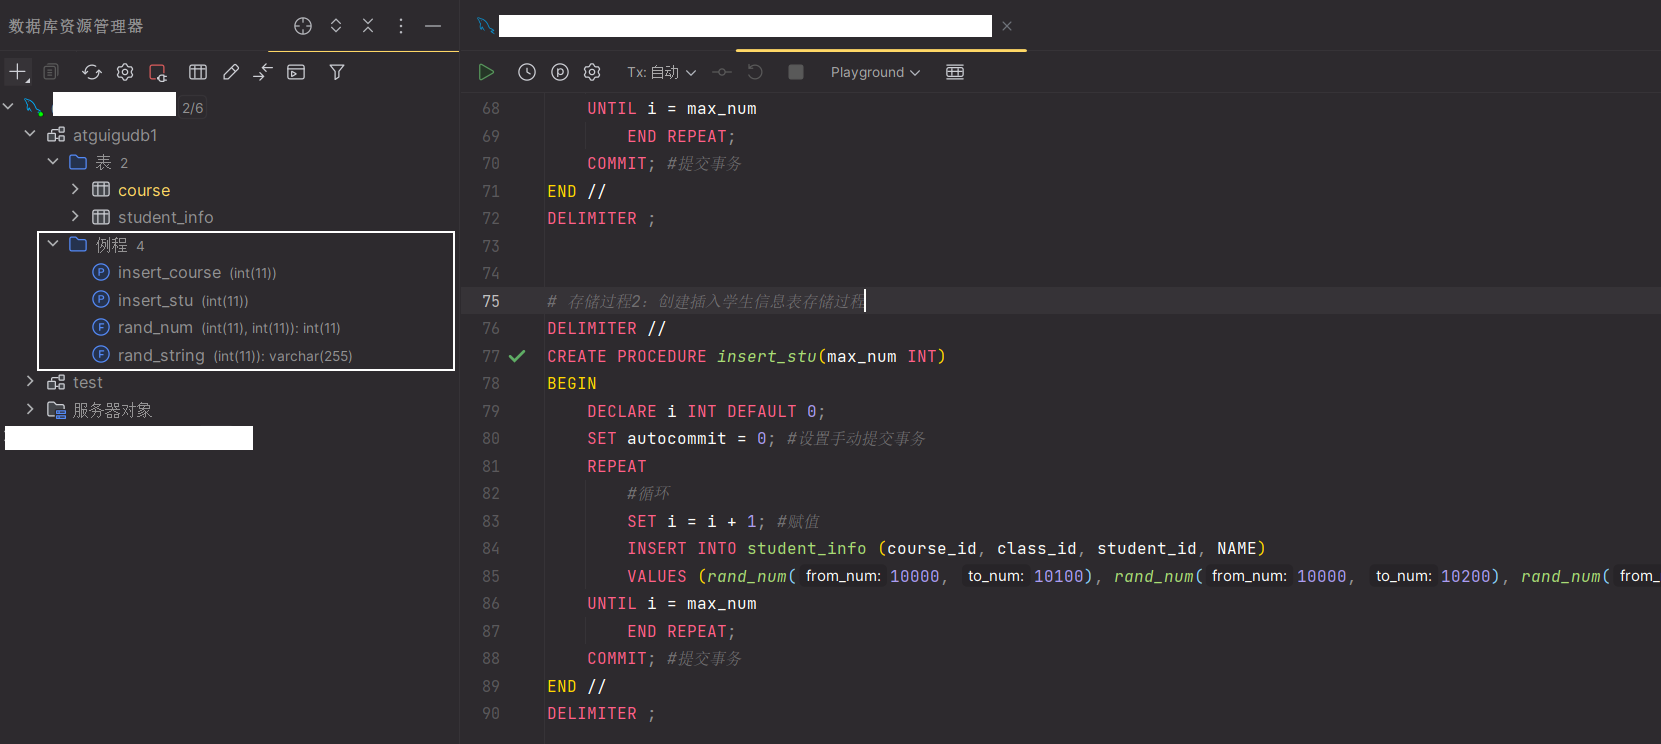 数据库资源管理器
2/6
atguigudb1
表 2
course
student_info
例程 4
insert_course (int(11))
insert_stu (int(11))
rand_num (int(11), int(11)): int(11)
rand_string (int(11)): varchar(255)
test
服务器对象
Tx: 自动
Playground
68 UNTIL i = max_num
69 END REPEAT;
70 COMMIT; #提交事务
71 END //
72 DELIMITER ;
73
74
75 # 存储过程2：创建插入学生信息表存储过程
76 DELIMITER //
77 CREATE PROCEDURE insert_stu(max_num INT)
78 BEGIN
79 DECLARE i INT DEFAULT 0;
80 SET autocommit = 0; #设置手动提交事务
81 REPEAT
82 #循环
83 SET i = i + 1; #赋值
84 INSERT INTO student_info (course_id, class_id, student_id, NAME)
85 VALUES (rand_num( from_num: 10000, to_num: 10100), rand_num( from_num: 10000, to_num: 10200), rand_num( from_
86 UNTIL i = max_num
87 END REPEAT;
88 COMMIT; #提交事务
89 END //
90 DELIMITER ;